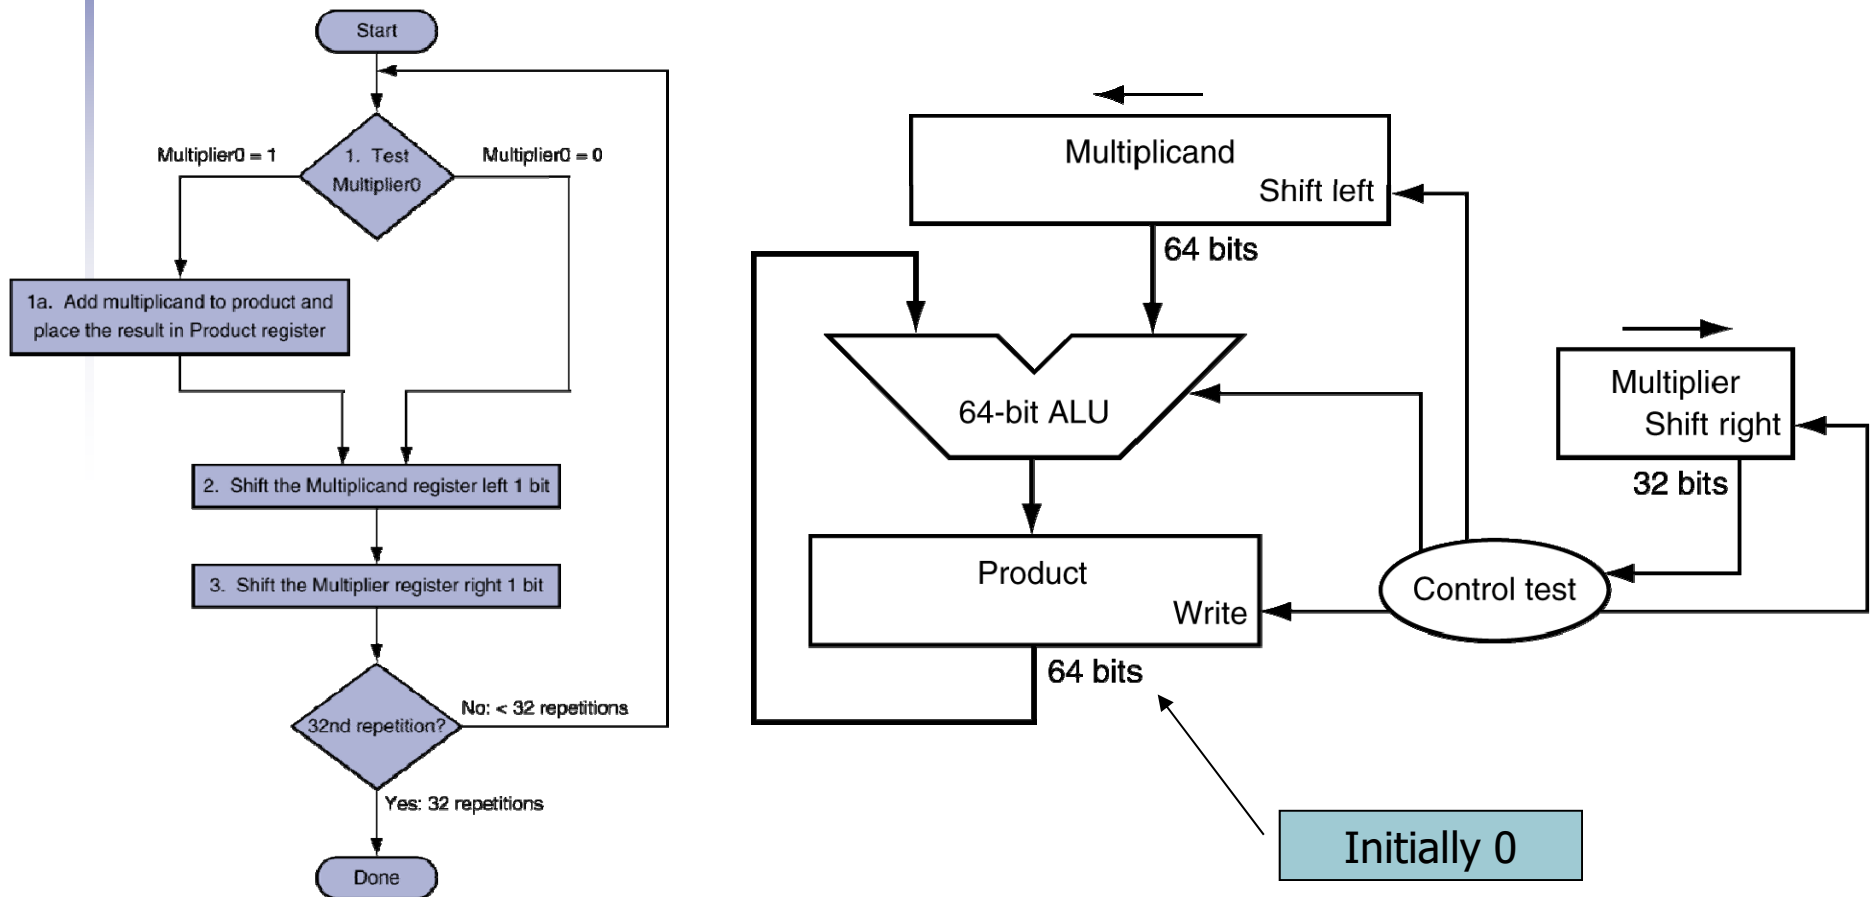 Start
Multiplier0 = 1
1. Test
Multiplier0
Multiplier0 = 0
1a. Add multiplicand to product and
place the result in Product register
2. Shift the Multiplicand register left 1 bit
3. Shift the Multiplier register right 1 bit
32nd repetition?
No: < 32 repetitions
Yes: 32 repetitions
Done
Multiplicand
Shift left
64 bits
64-bit ALU
Multiplier
Shift right
32 bits
Product
Write
Control test
64 bits
Initially 0